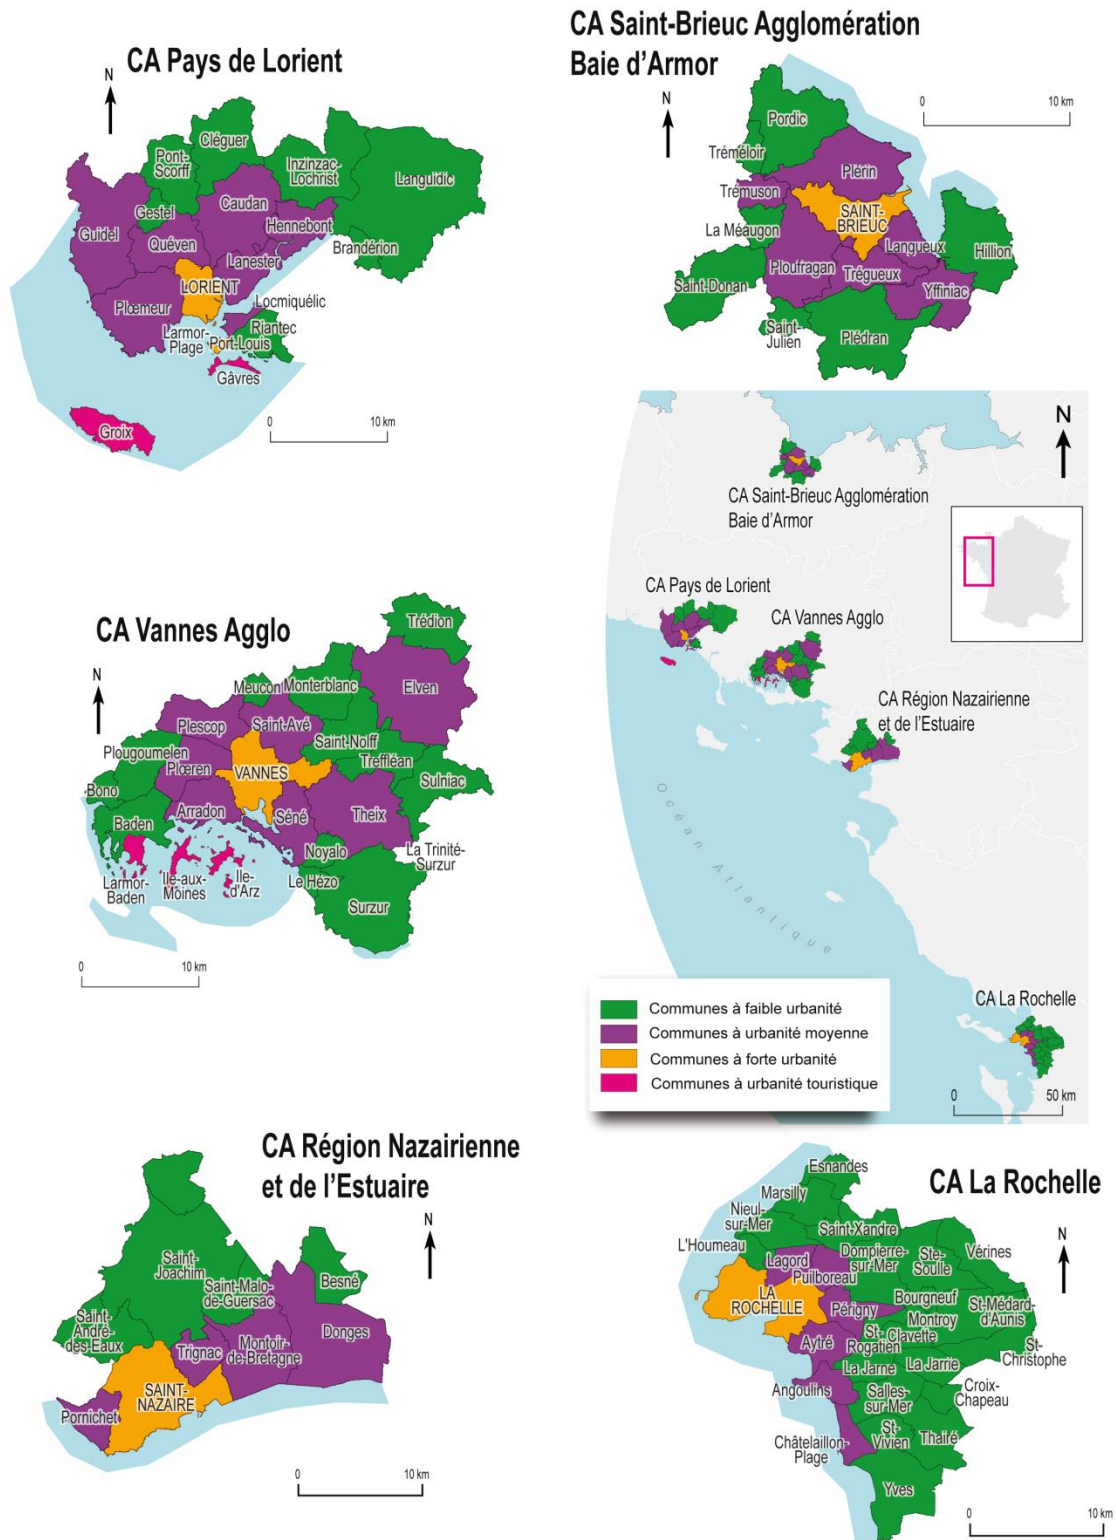 CA Pays de Lorient
N
Cléguer
Pont-
Scorff
Inzinzac-
Lochrist
Languidic
Gestel
Caudan
Guidel
Quéven
Hennebont
Brandérion
Lanester
LORIENT
Plœmeur
Locmiquélic
Riantec
Larmor-
Plage
Port-Louis
Gâvres
Groix
0
10 km
CA Saint-Brieuc Agglomération
Baie d'Armor
N
0
10 km
Pordic
Tréméloir
Plérin
Trémuson
SAINT-
BRIEUC
La Méaugon
Langueux
Hillion
Ploufragan
Trégueux
Saint-Donan
Yffiniac
Saint-
Julien
Plédran
N
CA Saint-Brieuc Agglomération
Baie d'Armor
CA Pays de Lorient
CA Vannes Agglo
CA Région Nazairienne
et de l'Estuaire
Océan Atlantique
CA La Rochelle
0
50 km
Communes à faible urbanité
Communes à urbanité moyenne
Communes à forte urbanité
Communes à urbanité touristique
CA Vannes Agglo
N
Trédion
Meucon
Monterblanc
Elven
Plescop
Saint-Avé
Saint-Nolff
Plougoumelen
Plœren
VANNES
Treffléan
Sulniac
Bono
Arradon
Séné
Theix
Baden
Noyalo
La Trinité-
Surzur
Larmor-
Baden
Ile-aux-
Moines
Ile-
d'Arz
Le Hézo
Surzur
0
10 km
CA Région Nazairienne
et de l'Estuaire
N
Saint-
Joachim
Saint-Malo-
de-Guersac
Besné
Saint-
André-
des-Eaux
Trignac
Montoir-
de-Bretagne
Donges
SAINT-
NAZAIRE
Pornichet
0
10 km
CA La Rochelle
N
Esnandes
Marsilly
Nieul-
sur-Mer
Saint-Xandre
L'Houmeau
Lagord
Puilboreau
Dompierre-
sur-Mer
Ste-
Soulle
Vérines
LA
ROCHELLE
Périgny
Bourgneuf
Montroy
St-Médard-
d'Aunis
Aytré
St-
Rogatien
Clavette
St-
Christophe
La Jarne
La Jarrie
Angoulins
Salles-
sur-Mer
Croix-
Chapeau
Châtelaillon-
Plage
St-
Vivien
Thairé
Yves
0
10 km